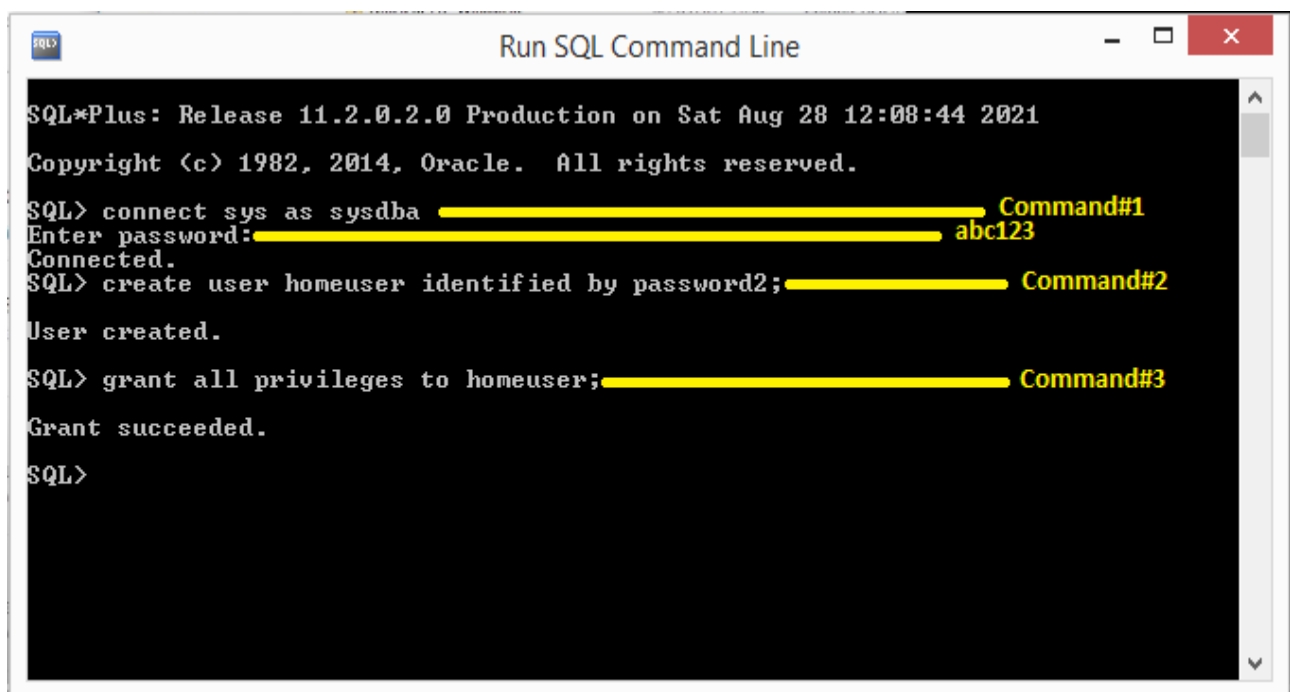 Run SQL Command Line
SQL*Plus: Release 11.2.0.2.0 Production on Sat Aug 28 12:08:44 2021
Copyright (c) 1982, 2014, Oracle.  All rights reserved.
SQL> connect sys as sysdba Command#1
Enter password: abc123
Connected.
SQL> create user homeuser identified by password2; Command#2
User created.
SQL> grant all privileges to homeuser; Command#3
Grant succeeded.
SQL>